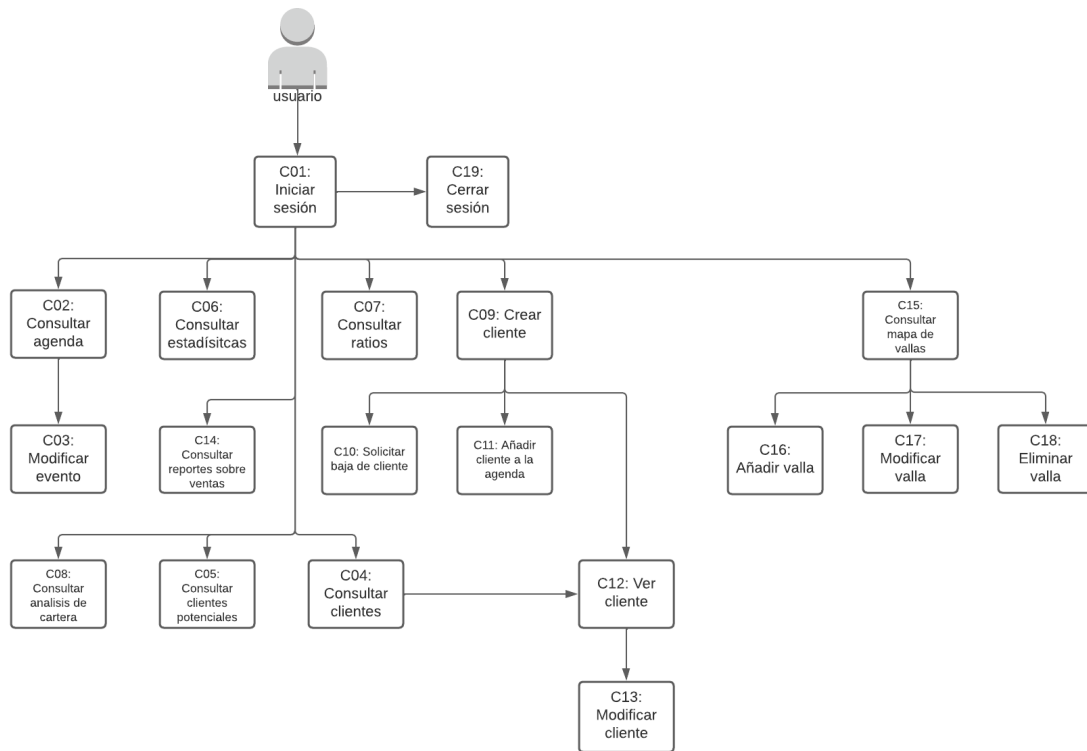 usuario
C01:
Iniciar
sesión
C19:
Cerrar
sesión
C02:
Consultar
agenda
C06:
Consultar
estadísitcas
C07:
Consultar
ratios
C09: Crear
cliente
C15:
Consultar
mapa de
vallas
C03:
Modificar
evento
C14:
Consultar
reportes sobre
ventas
C10: Solicitar
baja de cliente
C11: Añadir
cliente a la
agenda
C16:
Añadir valla
C17:
Modificar
valla
C18:
Eliminar
valla
C08:
Consultar
analisis de
cartera
C05:
Consultar
clientes
potenciales
C04:
Consultar
clientes
C12: Ver
cliente
C13:
Modificar
cliente